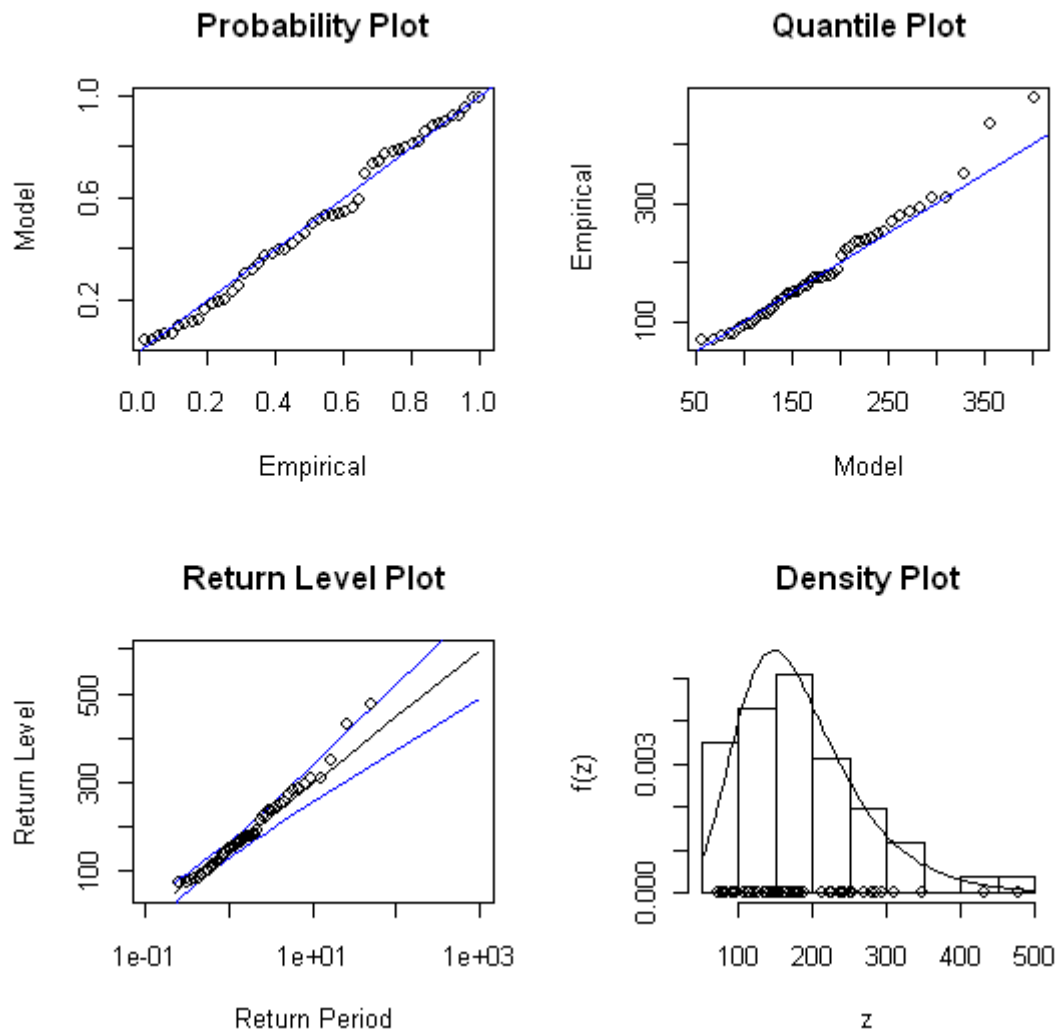 Probability Plot
Model
0.2 0.6 1.0
0.0 0.2 0.4 0.6 0.8 1.0
Empirical
Quantile Plot
Empirical
100 300
50 150 250 350
Model
Return Level Plot
Return Level
100 300 500
1e-01 1e+01 1e+03
Return Period
Density Plot
f(z)
0.000 0.003
100 200 300 400 500
z